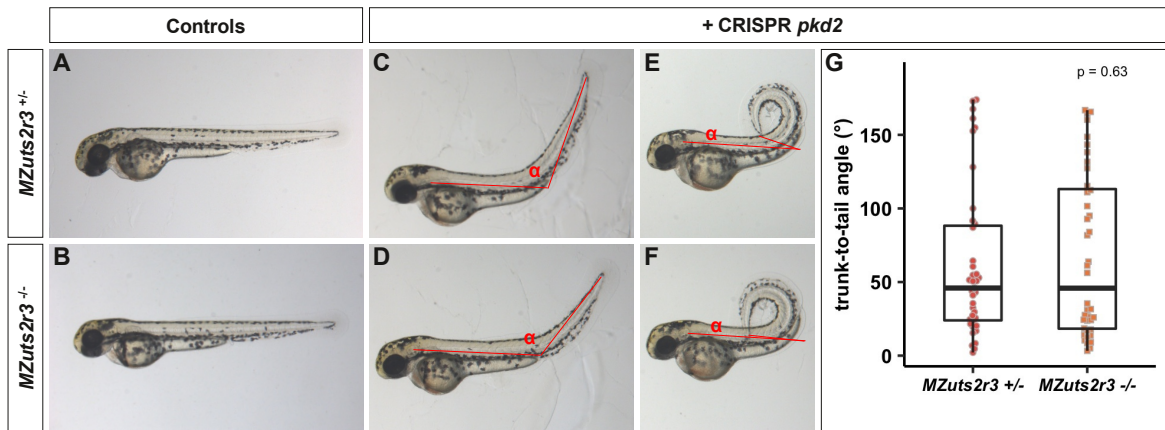 Controls
+ CRISPR pkd2
MZuts2r3 +/-
MZuts2r3 -/-
A
B
C
α
D
α
E
α
F
α
G
p = 0.63
trunk-to-tail angle (°)
150
100
50
0
MZuts2r3 +/- MZuts2r3 -/-